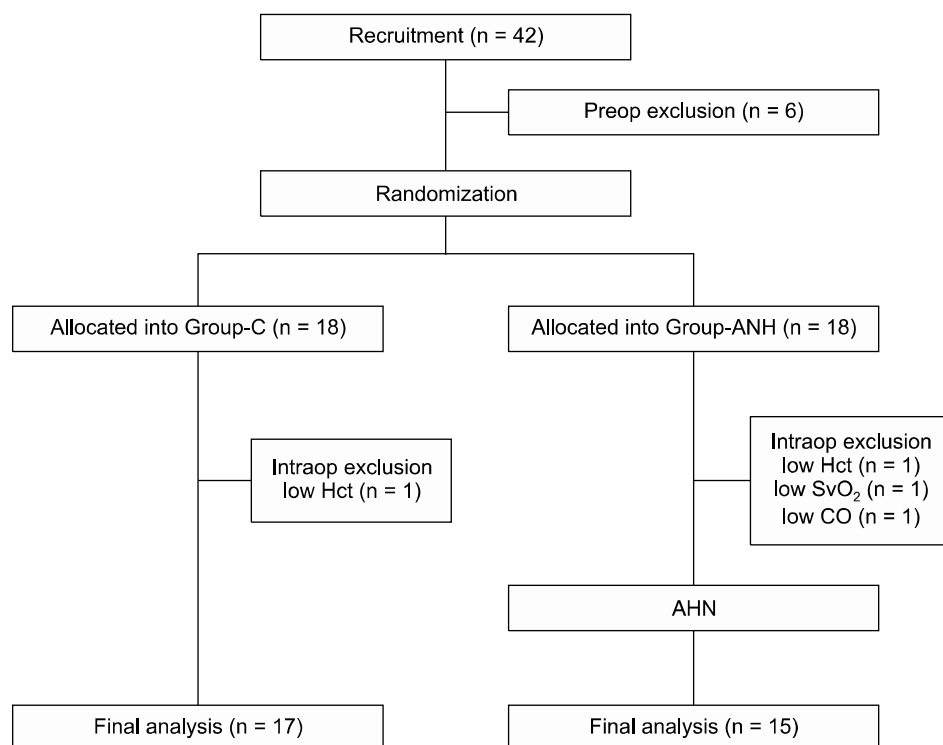 Recruitment (n = 42)
Preop exclusion (n = 6)
Randomization
Allocated into Group-C (n = 18)
Allocated into Group-ANH (n = 18)
Intraop exclusion
low Hct (n = 1)
Intraop exclusion
low Hct (n = 1)
low SvO₂ (n = 1)
low CO (n = 1)
AHN
Final analysis (n = 17)
Final analysis (n = 15)